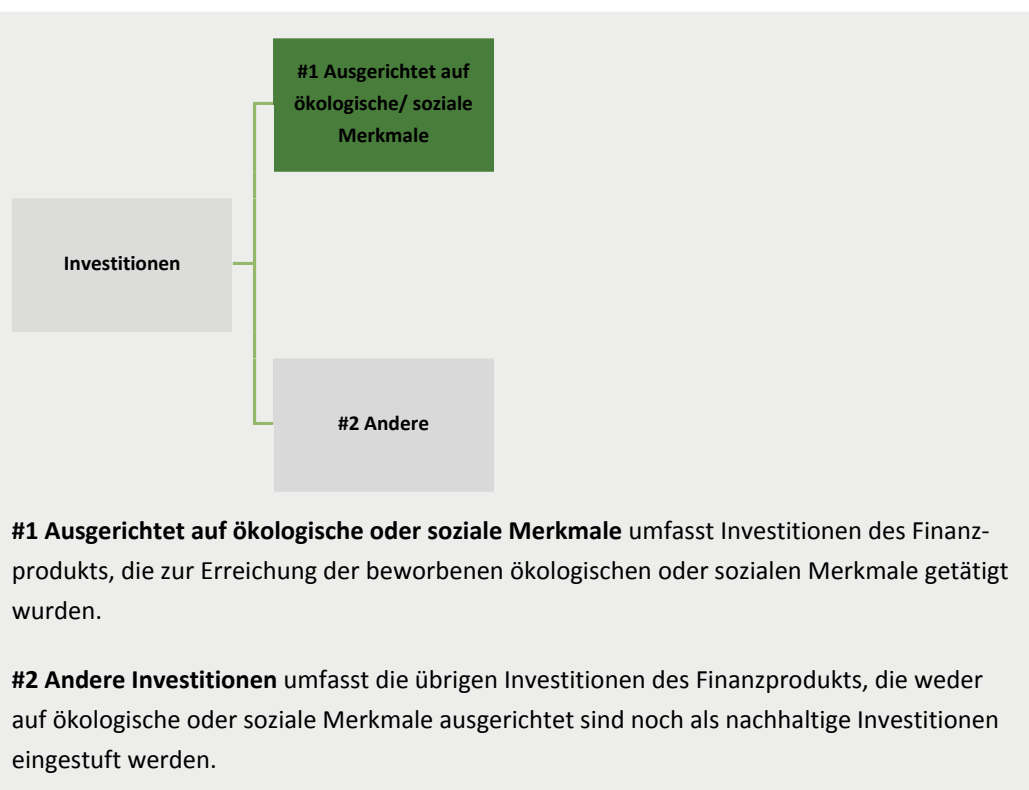 #1 Ausgerichtet auf
ökologische/ soziale
Merkmale
Investitionen
#2 Andere
#1 Ausgerichtet auf ökologische oder soziale Merkmale umfasst Investitionen des Finanz-
produkts, die zur Erreichung der beworbenen ökologischen oder sozialen Merkmale getätigt
wurden.
#2 Andere Investitionen umfasst die übrigen Investitionen des Finanzprodukts, die weder
auf ökologische oder soziale Merkmale ausgerichtet sind noch als nachhaltige Investitionen
eingestuft werden.